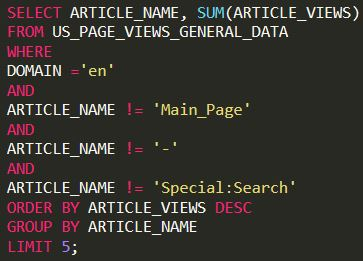 SELECT ARTICLE_NAME, SUM(ARTICLE_VIEWS)
FROM US_PAGE_VIEWS_GENERAL_DATA
WHERE
DOMAIN ='en'
AND
ARTICLE_NAME != 'Main_Page'
AND
ARTICLE_NAME != '-'
AND
ARTICLE_NAME != 'Special:Search'
ORDER BY ARTICLE_VIEWS DESC
GROUP BY ARTICLE_NAME
LIMIT 5;